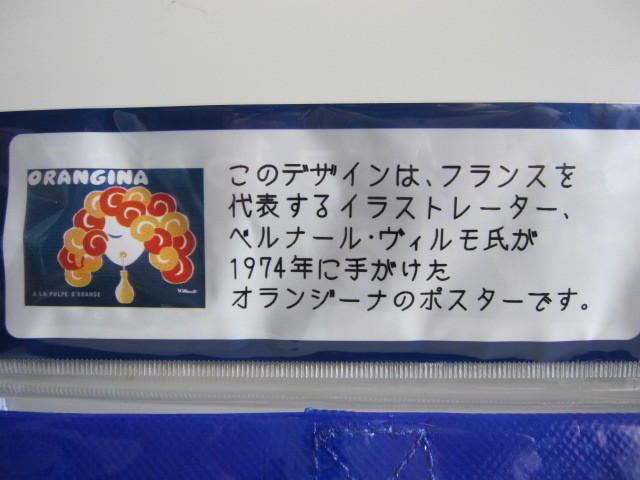 ORANGINA
A LA PULPE D'ORANGE
Villemot
このデザインは、フランスを
代表するイラストレーター、
ベルナール・ヴィルモ氏が
1974年に手がけた
オランジーナのポスターです。